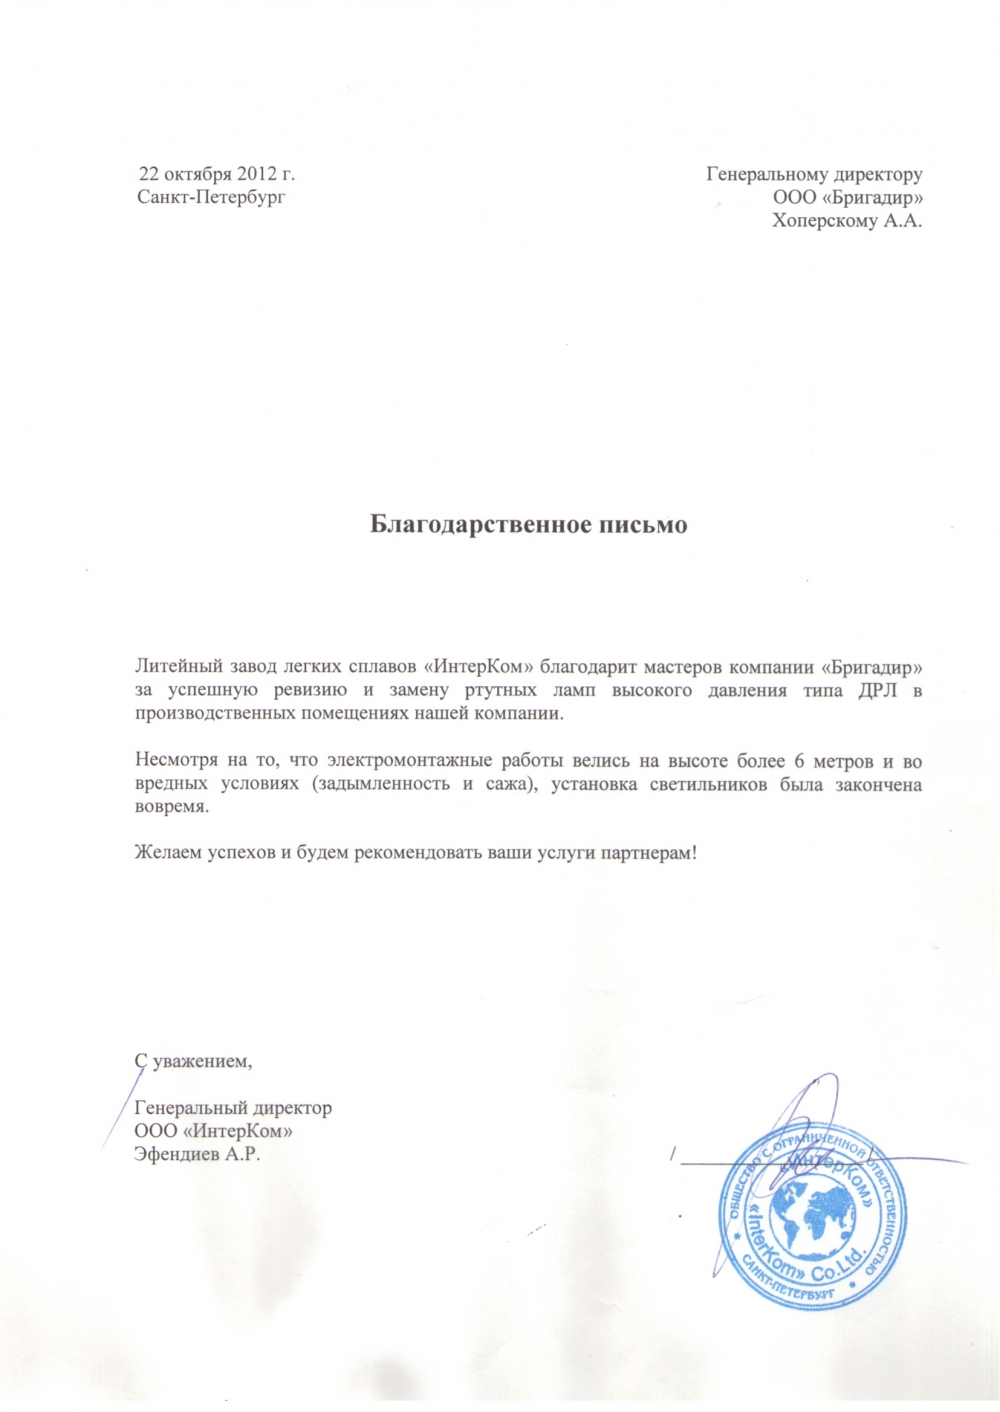 22 октября 2012 г.
Санкт-Петербург
Генеральному директору
ООО «Бригадир»
Хоперскому А.А.
Благодарственное письмо
Литейный завод легких сплавов «ИнтерКом» благодарит мастеров компании «Бригадир»
за успешную ревизию и замену ртутных ламп высокого давления типа ДРЛ в
производственных помещениях нашей компании.
Несмотря на то, что электромонтажные работы велись на высоте более 6 метров и во
вредных условиях (задымленность и сажа), установка светильников была закончена
вовремя.
Желаем успехов и будем рекомендовать ваши услуги партнерам!
С уважением,
Генеральный директор
ООО «ИнтерКом»
Эфендиев А.Р.
/ __________________ /
ОБЩЕСТВО С ОГРАНИЧЕННОЙ ОТВЕТСТВЕННОСТЬЮ
* САНКТ-ПЕТЕРБУРГ *
«ИнтерКом»
«InterKom» Co.Ltd.